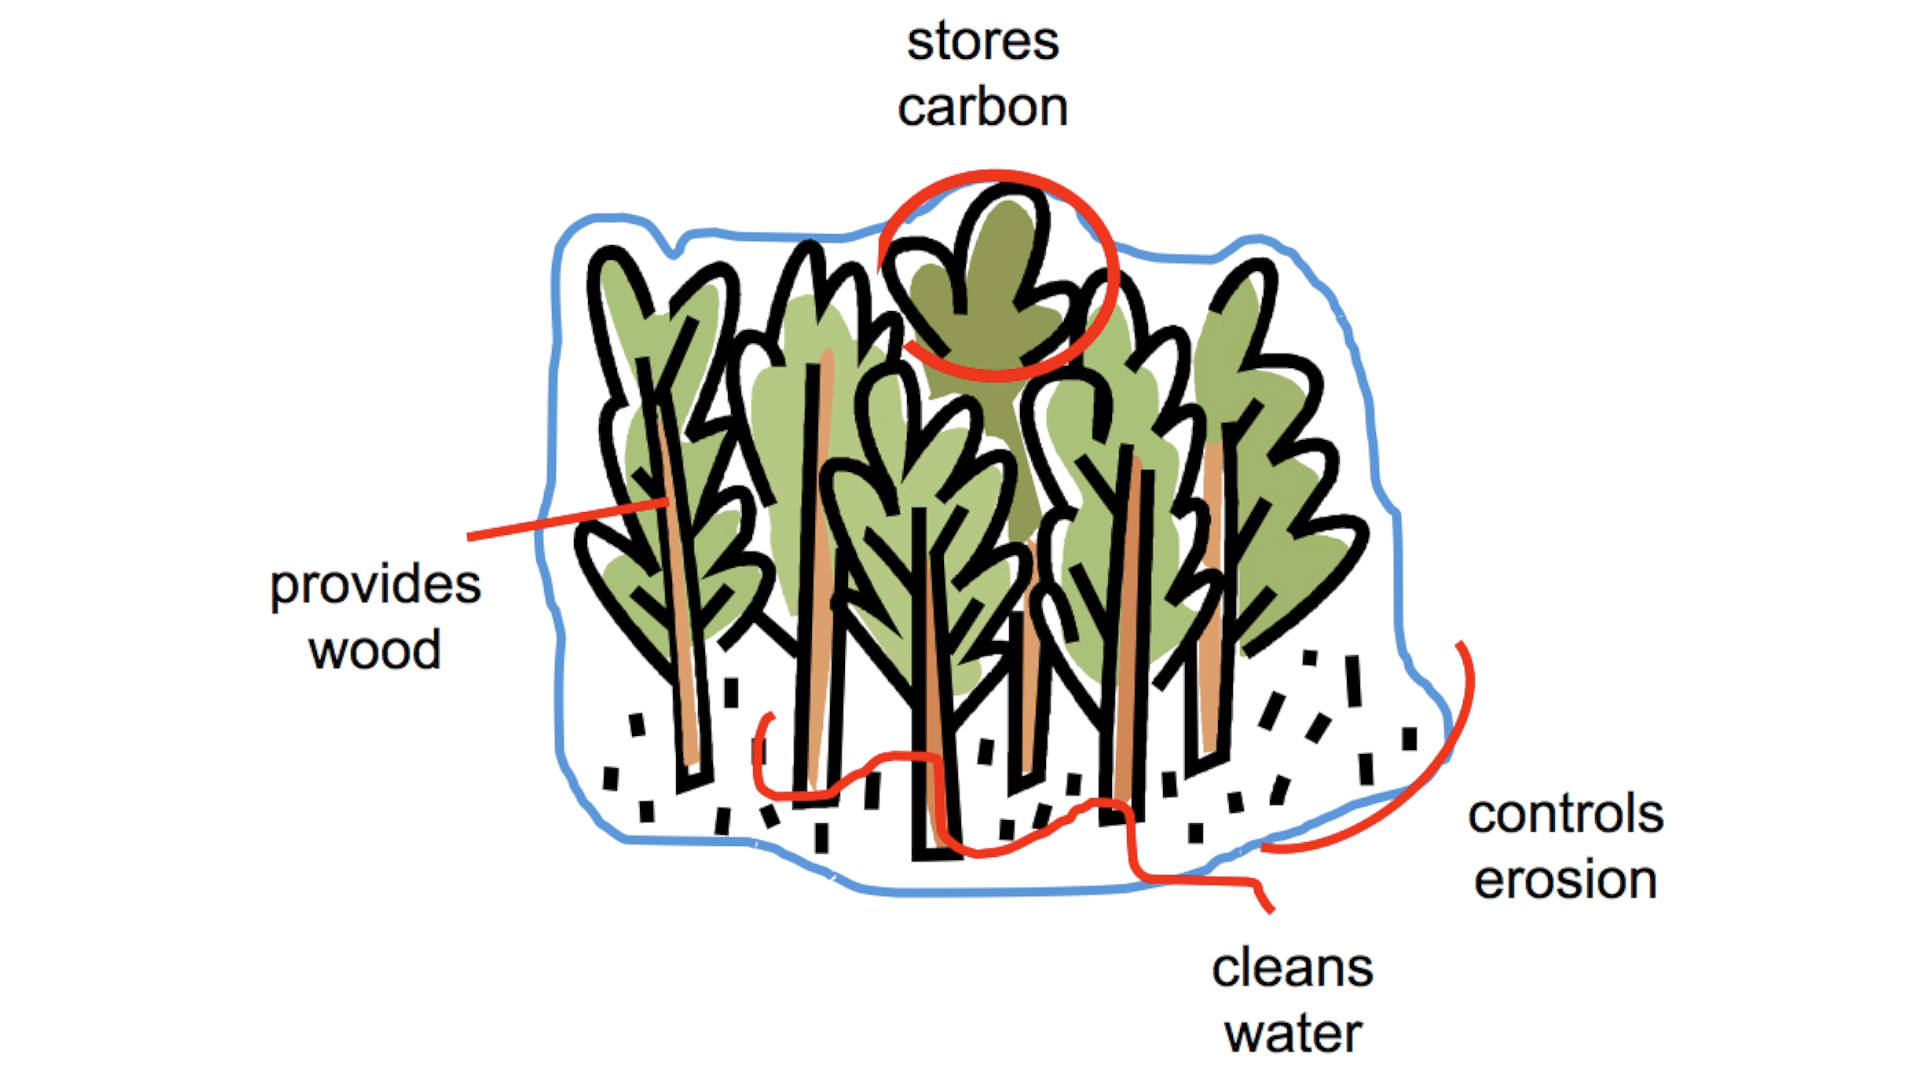 stores
carbon
provides
wood
controls
erosion
cleans
water